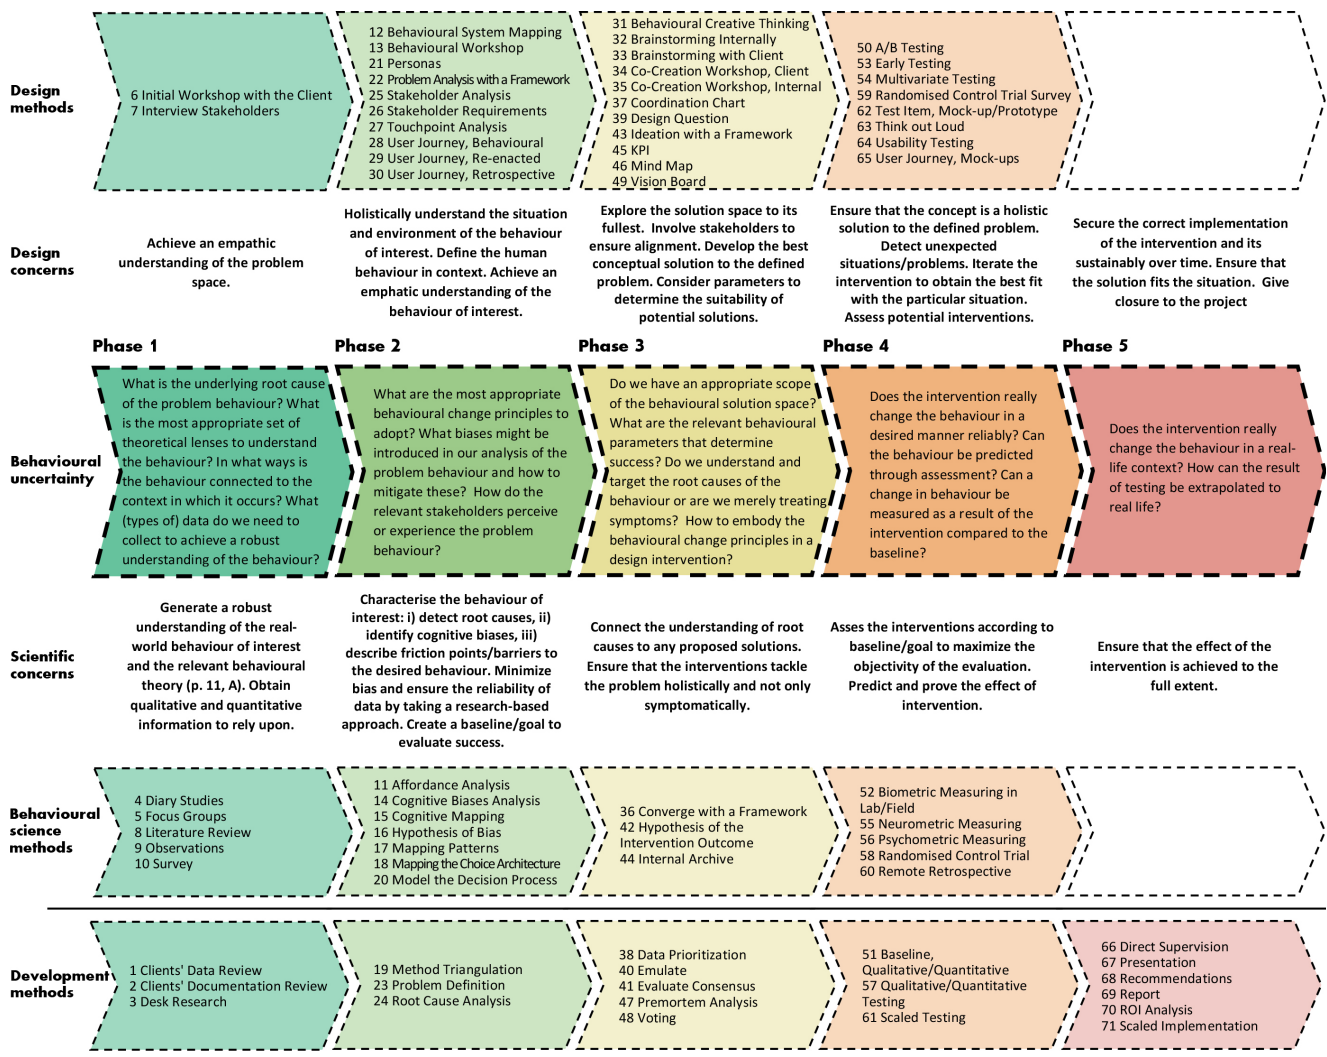 Design
methods
6 Initial Workshop with the Client
7 Interview Stakeholders
12 Behavioural System Mapping
13 Behavioural Workshop
21 Personas
22 Problem Analysis with a Framework
25 Stakeholder Analysis
26 Stakeholder Requirements
27 Touchpoint Analysis
28 User Journey, Behavioural
29 User Journey, Re-enacted
30 User Journey, Retrospective
31 Behavioural Creative Thinking
32 Brainstorming Internally
33 Brainstorming with Client
34 Co-Creation Workshop, Client
35 Co-Creation Workshop, Internal
37 Coordination Chart
39 Design Question
43 Ideation with a Framework
45 KPI
46 Mind Map
49 Vision Board
50 A/B Testing
53 Early Testing
54 Multivariate Testing
59 Randomised Control Trial Survey
62 Test Item, Mock-up/Prototype
63 Think out Loud
64 Usability Testing
65 User Journey, Mock-ups
Design
concerns
Achieve an empathic
understanding of the problem
space.
Holistically understand the situation
and environment of the behaviour
of interest. Define the human
behaviour in context. Achieve an
emphatic understanding of the
behaviour of interest.
Explore the solution space to its
fullest. Involve stakeholders to
ensure alignment. Develop the best
conceptual solution to the defined
problem. Consider parameters to
determine the suitability of
potential solutions.
Ensure that the concept is a holistic
solution to the defined problem.
Detect unexpected
situations/problems. Iterate the
intervention to obtain the best fit
with the particular situation.
Assess potential interventions.
Secure the correct implementation
of the intervention and its
sustainably over time. Ensure that
the solution fits the situation. Give
closure to the project
Phase 1
Phase 2
Phase 3
Phase 4
Phase 5
Behavioural
uncertainty
What is the underlying root cause
of the problem behaviour? What
is the most appropriate set of
theoretical lenses to understand
the behaviour? In what ways is
the behaviour connected to the
context in which it occurs? What
(types of) data do we need to
collect to achieve a robust
understanding of the behaviour?
What are the most appropriate
behavioural change principles to
adopt? What biases might be
introduced in our analysis of the
problem behaviour and how to
mitigate these? How do the
relevant stakeholders perceive
or experience the problem
behaviour?
Do we have an appropriate scope
of the behavioural solution space?
What are the relevant behavioural
parameters that determine
success? Do we understand and
target the root causes of the
behaviour or are we merely treating
symptoms? How to embody the
behavioural change principles in a
design intervention?
Does the intervention really
change the behaviour in a
desired manner reliably? Can
the behaviour be predicted
through assessment? Can a
change in behaviour be
measured as a result of the
intervention compared to the
baseline?
Does the intervention really
change the behaviour in a real-
life context? How can the result
of testing be extrapolated to
real life?
Scientific
concerns
Generate a robust
understanding of the real-
world behaviour of interest
and the relevant behavioural
theory (p. 11, A). Obtain
qualitative and quantitative
information to rely upon.
Characterise the behaviour of
interest: i) detect root causes, ii)
identify cognitive biases, iii)
describe friction points/barriers to
the desired behaviour. Minimize
bias and ensure the reliability of
data by taking a research-based
approach. Create a baseline/goal to
evaluate success.
Connect the understanding of root
causes to any proposed solutions.
Ensure that the interventions tackle
the problem holistically and not only
symptomatically.
Asses the interventions according to
baseline/goal to maximize the
objectivity of the evaluation.
Predict and prove the effect of
intervention.
Ensure that the effect of the
intervention is achieved to the
full extent.
Behavioural
science
methods
4 Diary Studies
5 Focus Groups
8 Literature Review
9 Observations
10 Survey
11 Affordance Analysis
14 Cognitive Biases Analysis
15 Cognitive Mapping
16 Hypothesis of Bias
17 Mapping Patterns
18 Mapping the Choice Architecture
20 Model the Decision Process
36 Converge with a Framework
42 Hypothesis of the
Intervention Outcome
44 Internal Archive
52 Biometric Measuring in
Lab/Field
55 Neurometric Measuring
56 Psychometric Measuring
58 Randomised Control Trial
60 Remote Retrospective
Development
methods
1 Clients' Data Review
2 Clients' Documentation Review
3 Desk Research
19 Method Triangulation
23 Problem Definition
24 Root Cause Analysis
38 Data Prioritization
40 Emulate
41 Evaluate Consensus
47 Premortem Analysis
48 Voting
51 Baseline,
Qualitative/Quantitative
57 Qualitative/Quantitative
Testing
61 Scaled Testing
66 Direct Supervision
67 Presentation
68 Recommendations
69 Report
70 ROI Analysis
71 Scaled Implementation